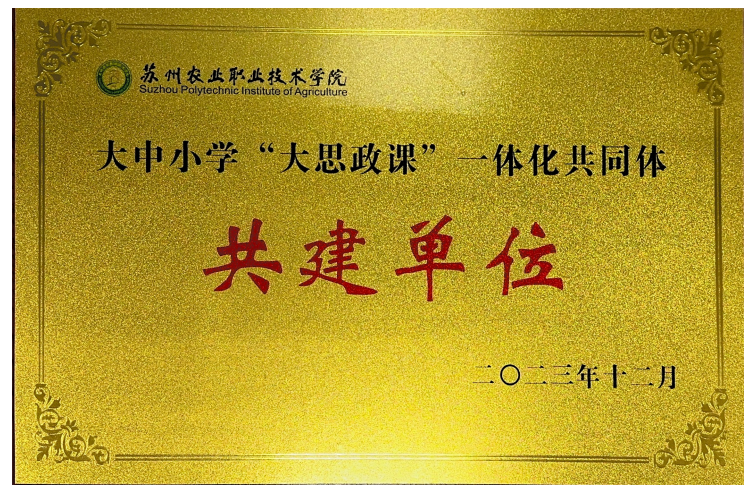 苏州农业职业技术学院
Suzhou Polytechnic Institute of Agriculture
大中小学“大思政课”一体化共同体
共建单位
二〇二三年十二月